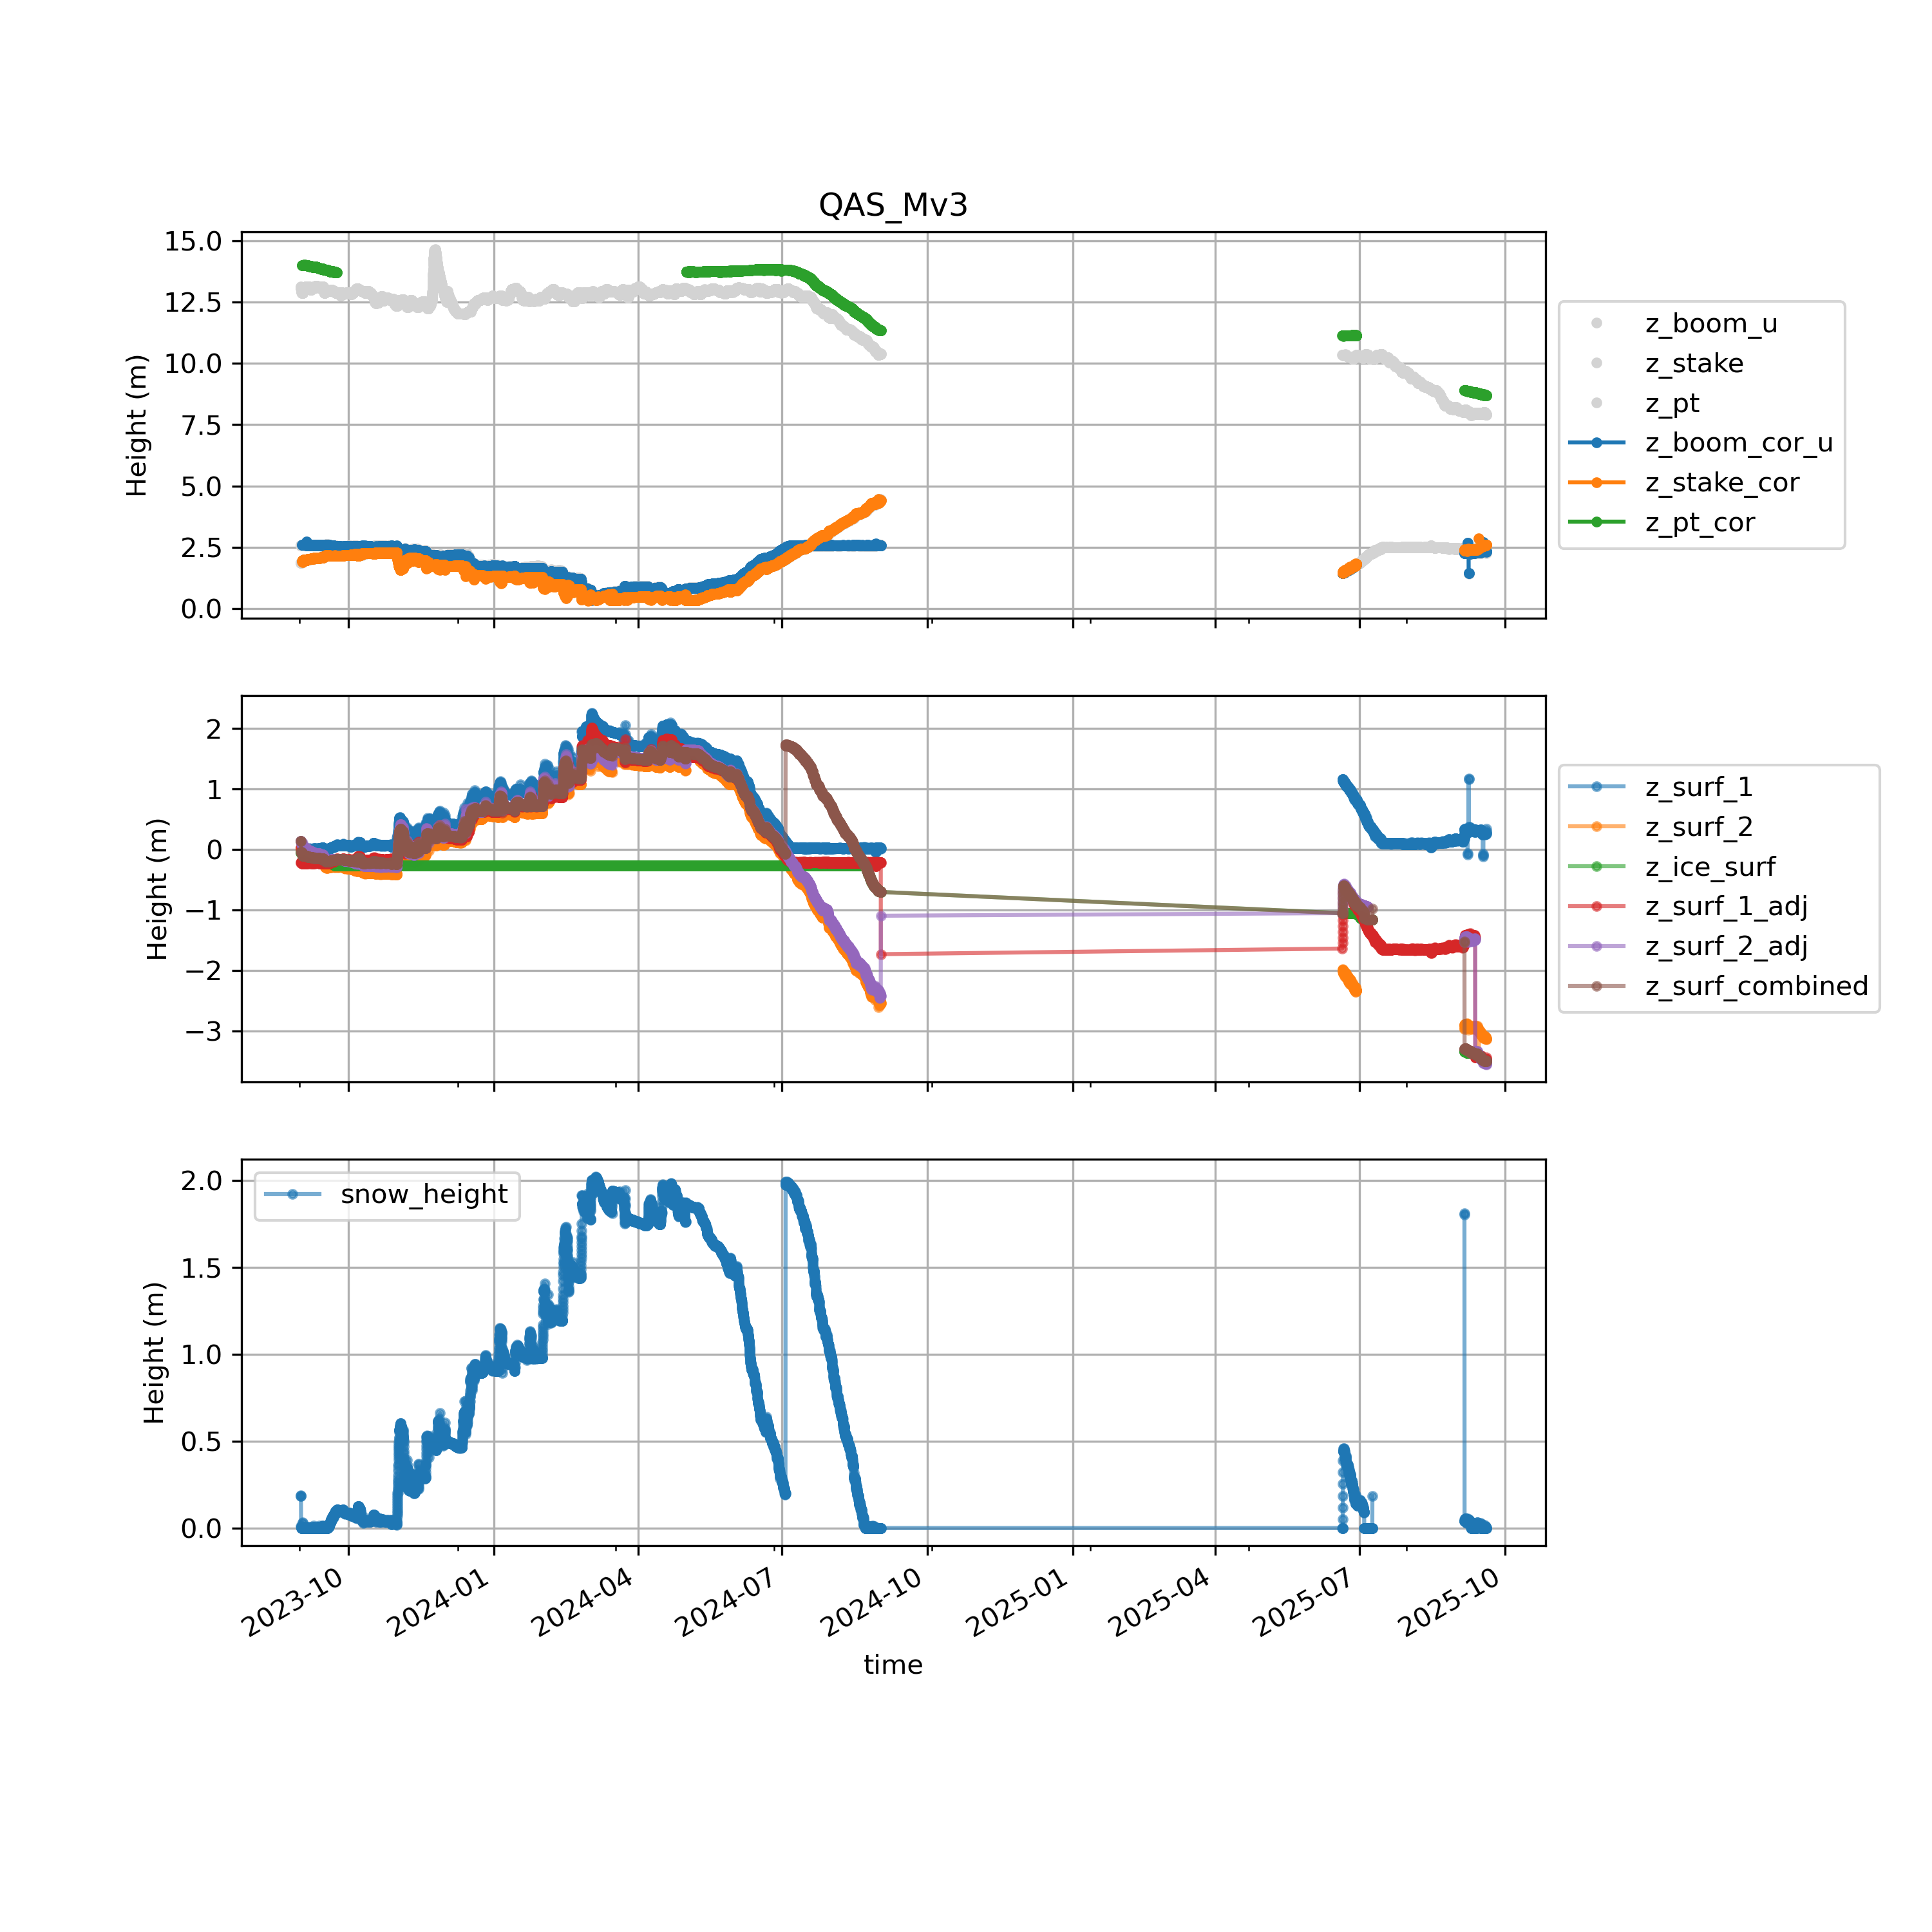 QAS_Mv3
15.0
12.5
10.0
7.5
5.0
2.5
0.0
Height (m)
z_boom_u
z_stake
z_pt
z_boom_cor_u
z_stake_cor
z_pt_cor
2
1
0
−1
−2
−3
Height (m)
z_surf_1
z_surf_2
z_ice_surf
z_surf_1_adj
z_surf_2_adj
z_surf_combined
2.0
1.5
1.0
0.5
0.0
Height (m)
snow_height
2023-10
2024-01
2024-04
2024-07
2024-10
2025-01
2025-04
2025-07
2025-10
time